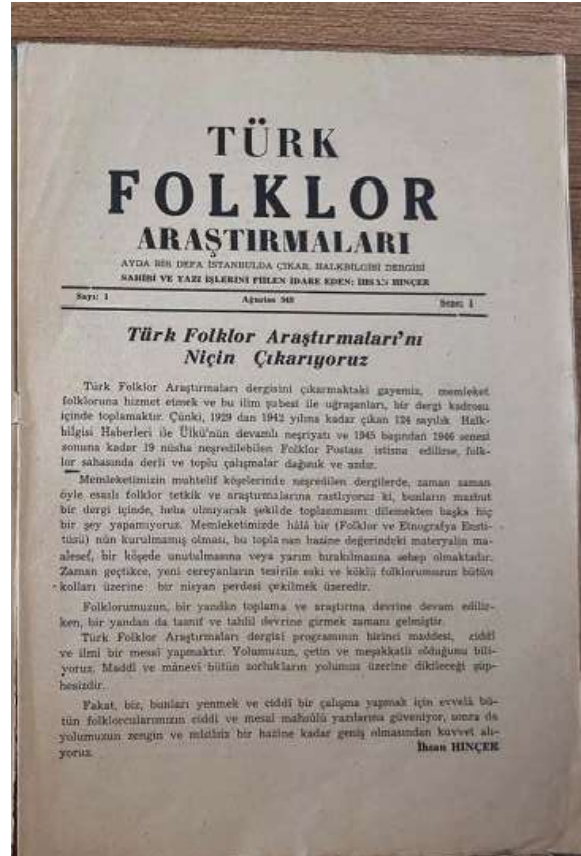 TÜRK
FOLKLOR
ARAŞTIRMALARI
AYDA BİR DEFA İSTANBULDA ÇIKAR, HALKBİLGİSİ DERGİSİ
SAHİBİ VE YAZI İŞLERİNİ FİİLEN İDARE EDEN: İHSAN HINÇER
Sayı: 1 Ağustos 949 Sene: 1
Türk Folklor Araştırmaları'nı
Niçin Çıkarıyoruz
Türk Folklor Araştırmaları dergisini çıkarmaktaki gayemiz, memleket
folkloruna hizmet etmek ve bu ilim şubesi ile uğraşanları, bir dergi kadrosu
içinde toplamaktır. Çünki, 1929 dan 1942 yılına kadar çıkan 124 sayılık Halk-
bilgisi Haberleri ile Ülkü'nün devamlı neşriyatı ve 1945 başından 1946 senesi
sonuna kadar 19 nüsha neşredilebilen Folklor Postası istisna edilirse, folk-
lor sahasında derli ve toplu çalışmalar dağınık ve azdır.
Memleketimizin muhtelif köşelerinde neşredilen dergilerde, zaman zaman
öyle esaslı folklor tetkik ve araştırmalarına rastlıyoruz ki, bunların mazbut
bir dergi içinde, heba olmıyacak şekilde toplanmasını dilemekten başka hiç
bir şey yapamıyoruz. Memleketimizde hâlâ bir (Folklor ve Etnografya Ensti-
tüsü) nün kurulmamış olması, bu topla nan hazine değerindeki materyalin ma-
alesef, bir köşede unutulmasına veya yarım bırakılmasına sebep olmaktadır.
Zaman geçtikçe, yeni cereyanların tesirile eski ve köklü folklorumuzun bütün
kolları üzerine bir nisyan perdesi çekilmek üzeredir.
Folklorumuzun, bir yandan toplama ve araştırma devrine devam edilir-
ken, bir yandan da tasnif ve tahlil devrine girmek zamanı gelmiştir.
Türk Folklor Araştırmaları dergisi programının birinci maddesi, ciddî
ve ilmî bir mesai yapmaktır. Yolumuzun, çetin ve meşakkatli olduğunu bili-
yoruz. Maddî ve mânevî bütün zorlukların yolumuz üzerine dikileceği şüp-
hesizdir.
Fakat, biz, bunları yenmek ve ciddî bir çalışma yapmak için evvelâ bü-
tün folklorcularımızın ciddî ve mesai mahsülü yazılarına güveniyor, sonra da
yolumuzun zengin ve misilsiz bir hazine kadar geniş olmasından kuvvet alı-
yoruz.
İhsan HINÇER